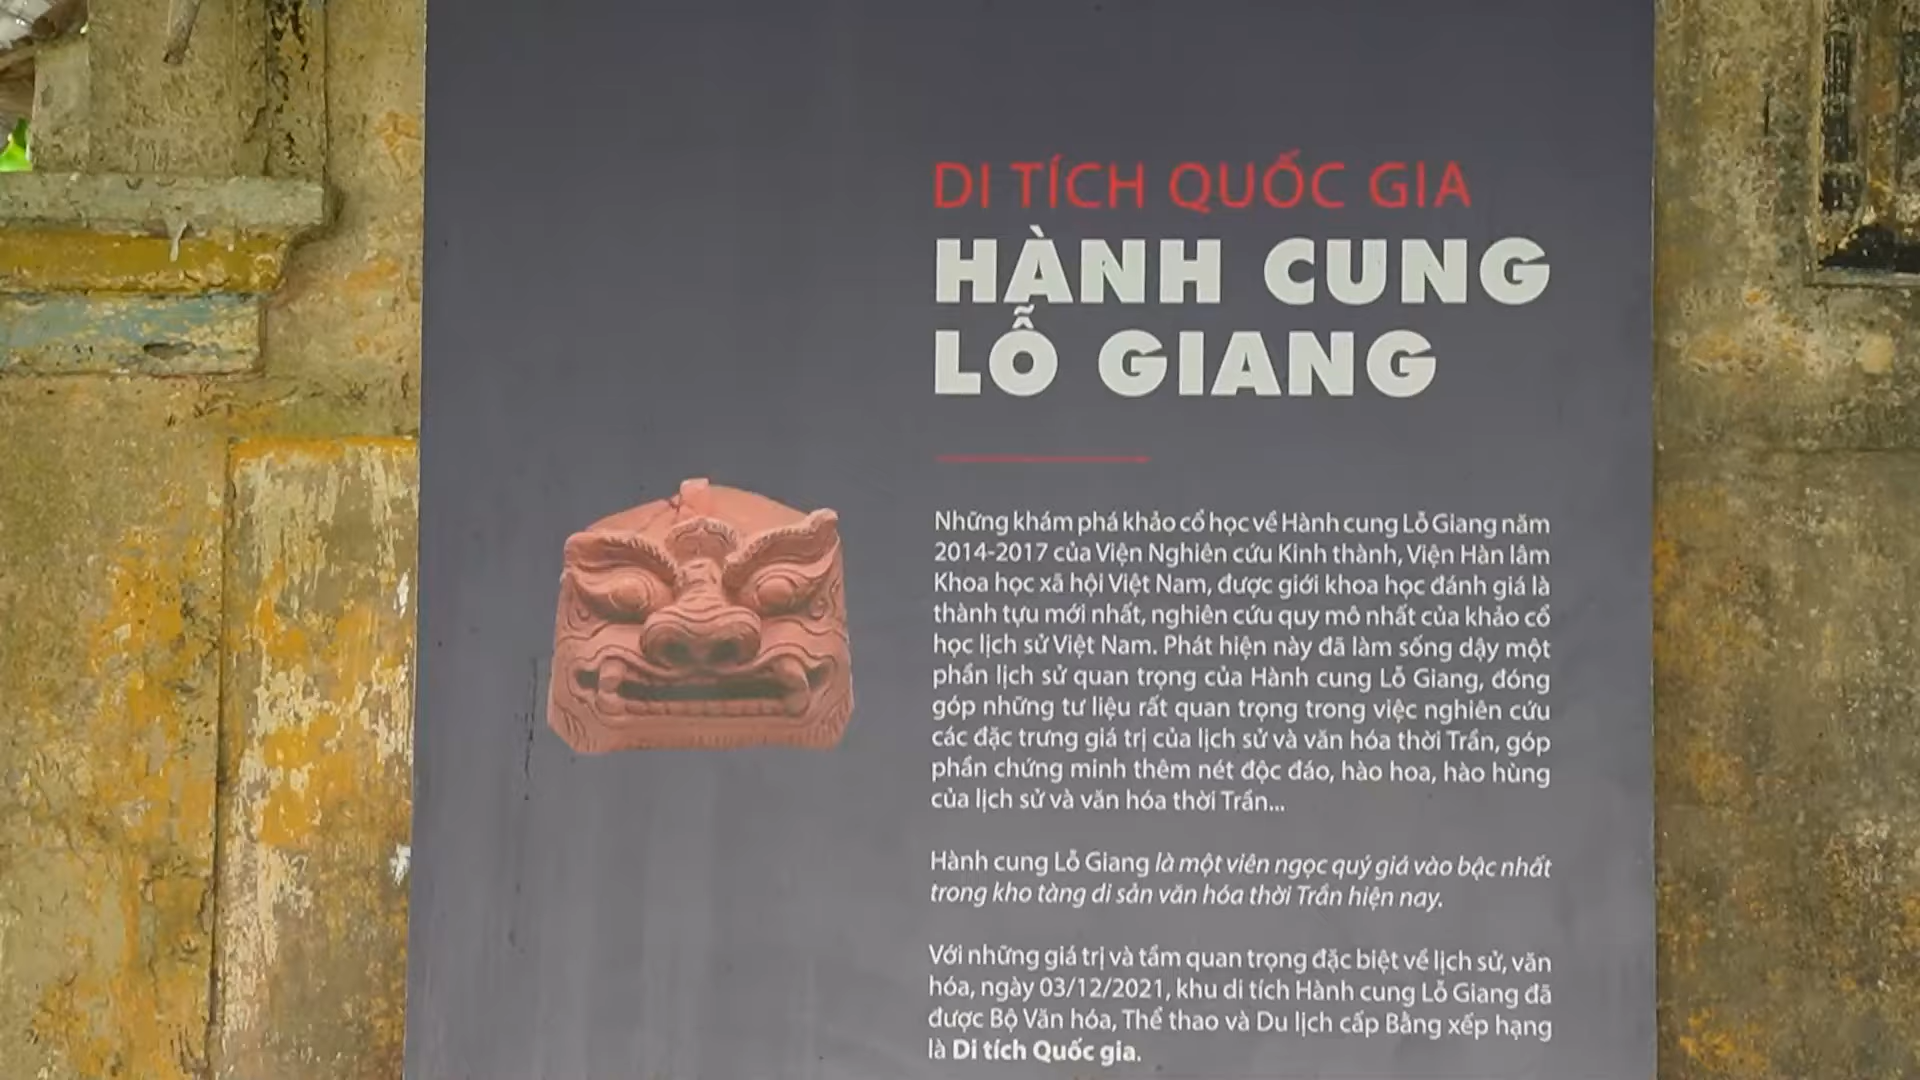 DI TÍCH QUỐC GIA
HÀNH CUNG
LỖ GIANG
Những khám phá khảo cổ học về Hành cung Lỗ Giang năm
2014-2017 của Viện Nghiên cứu Kinh thành, Viện Hàn lâm
Khoa học xã hội Việt Nam, được giới khoa học đánh giá là
thành tựu mới nhất, nghiên cứu quy mô nhất của khảo cổ
học lịch sử Việt Nam. Phát hiện này đã làm sống dậy một
phần lịch sử quan trọng của Hành cung Lỗ Giang, đóng
góp những tư liệu rất quan trọng trong việc nghiên cứu
các đặc trưng giá trị của lịch sử và văn hóa thời Trần, góp
phần chứng minh thêm nét độc đáo, hào hoa, hào hùng
của lịch sử và văn hóa thời Trần...
Hành cung Lỗ Giang là một viên ngọc quý giá vào bậc nhất
trong kho tàng di sản văn hóa thời Trần hiện nay.
Với những giá trị và tầm quan trọng đặc biệt về lịch sử, văn
hóa, ngày 03/12/2021, khu di tích Hành cung Lỗ Giang đã
được Bộ Văn hóa, Thể thao và Du lịch cấp Bằng xếp hạng
là Di tích Quốc gia.